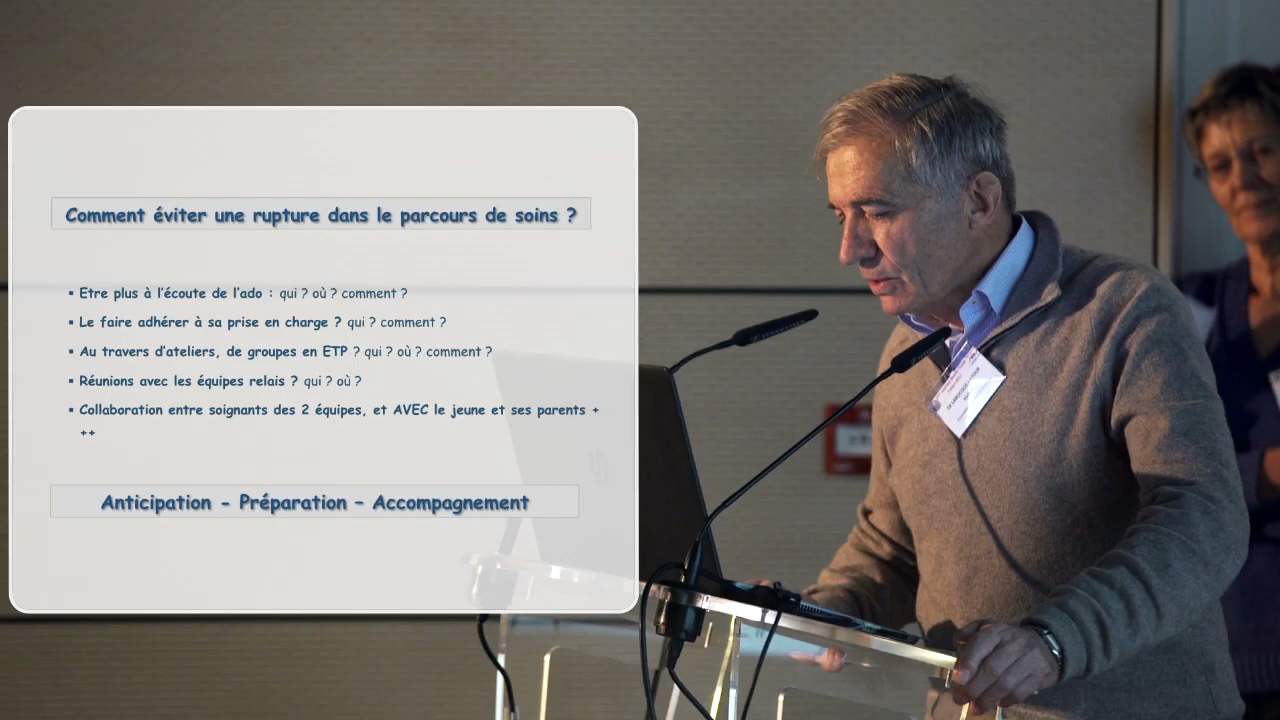 Comment éviter une rupture dans le parcours de soins ?
▪ Etre plus à l’écoute de l’ado : qui ? où ? comment ?
▪ Le faire adhérer à sa prise en charge ? qui ? comment ?
▪ Au travers d’ateliers, de groupes en ETP ? qui ? où ? comment ?
▪ Réunions avec les équipes relais ? qui ? où ?
▪ Collaboration entre soignants des 2 équipes, et AVEC le jeune et ses parents +
++
Anticipation - Préparation – Accompagnement